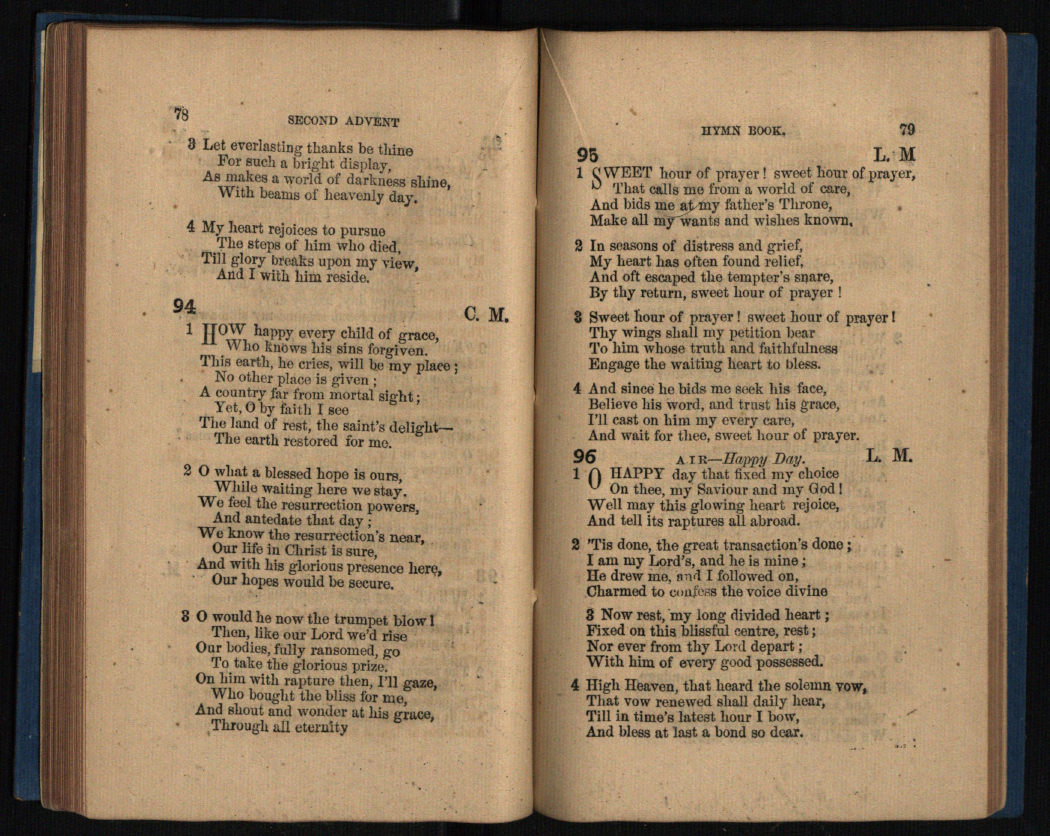 78
SECOND ADVENT
3 Let everlasting thanks be thine
For such a bright display,
As makes a world of darkness shine,
With beams of heavenly day.
4 My heart rejoices to pursue
The steps of him who died,
Till glory breaks upon my view,
And I with him reside.
94
C. M.
1 HOW happy every child of grace,
Who knows his sins forgiven.
This earth, he cries, will be my place;
No other place is given;
A country far from mortal sight;
Yet, O by faith I see
The land of rest, the saint's delight—
The earth restored for me.
2 O what a blessed hope is ours,
While waiting here we stay.
We feel the resurrection powers,
And antedate that day;
We know the resurrection's near,
Our life in Christ is sure,
And with his glorious presence here,
Our hopes would be secure.
3 O would he now the trumpet blow!
Then, like our Lord we'd rise
Our bodies, fully ransomed, go
To take the glorious prize.
On him with rapture then, I'll gaze,
Who bought the bliss for me,
And shout and wonder at his grace,
Through all eternity
HYMN BOOK. 79
95 L. M
1 SWEET hour of prayer! sweet hour of prayer,
That calls me from a world of care,
And bids me at my father's Throne,
Make all my wants and wishes known,
2 In seasons of distress and grief,
My heart has often found relief,
And oft escaped the tempter's snare,
By thy return, sweet hour of prayer!
3 Sweet hour of prayer! sweet hour of prayer!
Thy wings shall my petition bear
To him whose truth and faithfulness
Engage the waiting heart to bless.
4 And since he bids me seek his face,
Believe his word, and trust his grace,
I'll cast on him my every care,
And wait for thee, sweet hour of prayer.
96 AIR—Happy Day. L. M.
1 O HAPPY day that fixed my choice
On thee, my Saviour and my God!
Well may this glowing heart rejoice,
And tell its raptures all abroad.
2 'Tis done, the great transaction's done;
I am my Lord's, and he is mine;
He drew me, and I followed on,
Charmed to confess the voice divine
3 Now rest, my long divided heart;
Fixed on this blissful centre, rest;
Nor ever from thy Lord depart;
With him of every good possessed.
4 High Heaven, that heard the solemn vow,
That vow renewed shall daily hear,
Till in time's latest hour I bow,
And bless at last a bond so dear.